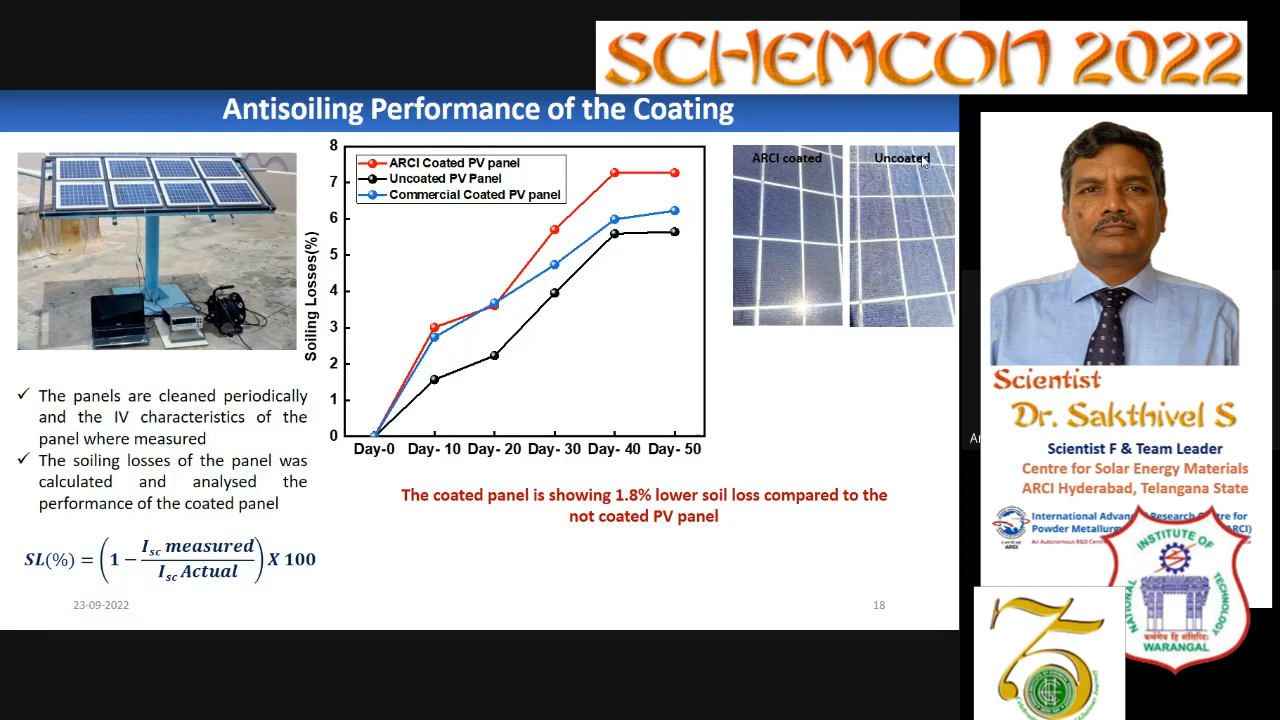 SCHEMCON 2022
Antisoiling Performance of the Coating
8
7
6
5
4
3
2
1
0
Soiling Losses(%)
ARCI Coated PV panel
Uncoated PV Panel
Commercial Coated PV panel
Day-0 Day- 10 Day- 20 Day- 30 Day- 40 Day- 50
ARCI coated
Uncoated
✓ The panels are cleaned periodically
and the IV characteristics of the
panel where measured
✓ The soiling losses of the panel was
calculated and analysed the
performance of the coated panel
The coated panel is showing 1.8% lower soil loss compared to the
not coated PV panel
SL(%) = (1 − I_sc measured / I_sc Actual) X 100
23-09-2022
18
Scientist
Dr. Sakthivel S
Scientist F & Team Leader
Centre for Solar Energy Materials
ARCI Hyderabad, Telangana State
International Advanced Research Centre for
Powder Metallurgy
ARCI
INSTITUTE OF
NATIONAL
TECHNOLOGY
WARANGAL
75